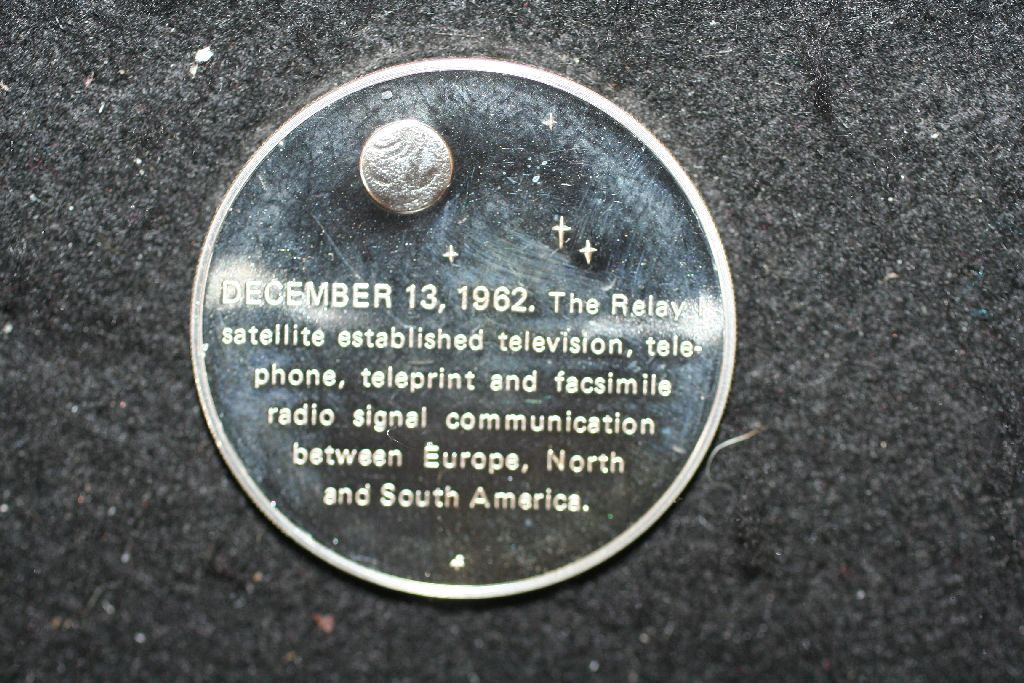 DECEMBER 13, 1962. The Relay I
satellite established television, tele-
phone, teleprint and facsimile
radio signal communication
between Europe, North
and South America.